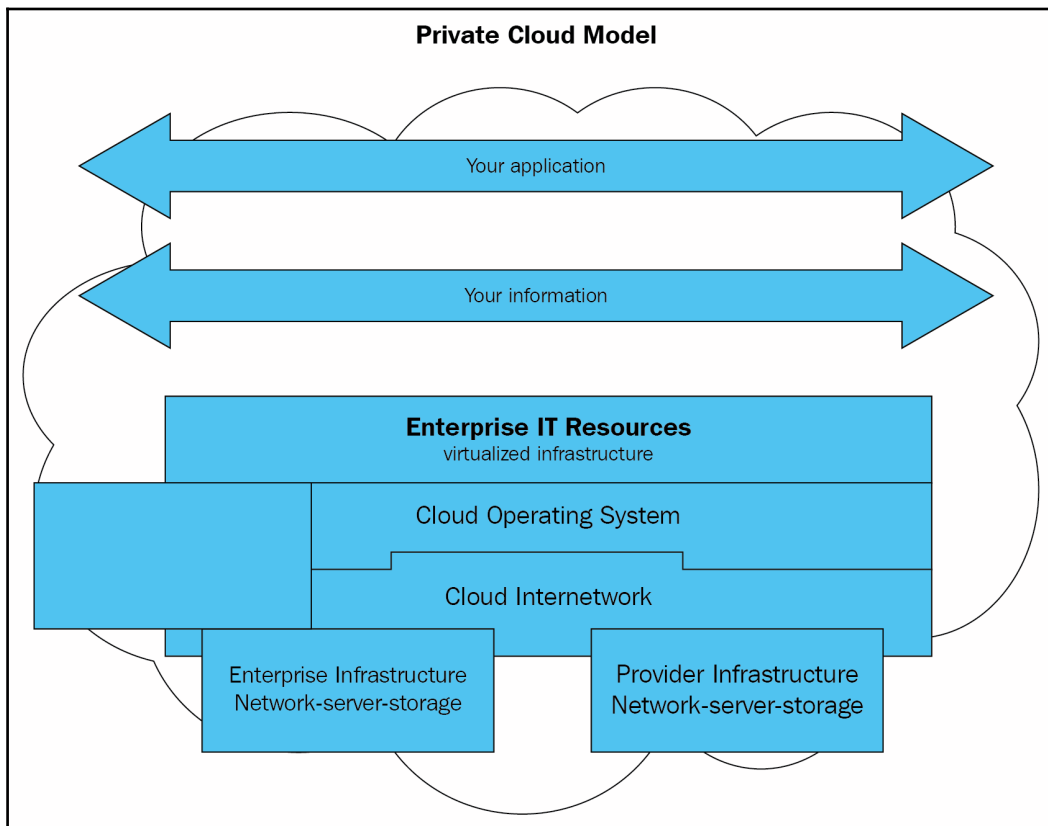 Private Cloud Model
Your application
Your information
Enterprise IT Resources
virtualized infrastructure
Cloud Operating System
Cloud Internetwork
Enterprise Infrastructure
Network-server-storage
Provider Infrastructure
Network-server-storage